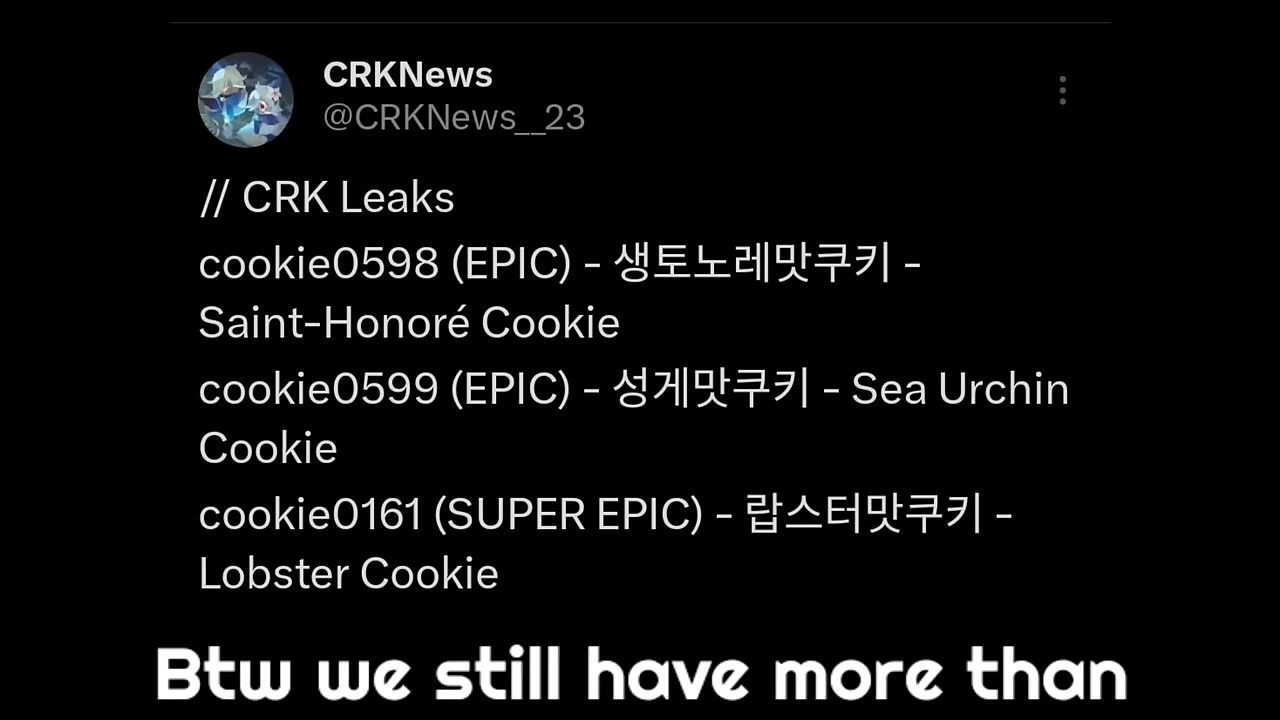 CRKNews
@CRKNews__23
// CRK Leaks
cookie0598 (EPIC) - 생토노레맛쿠키 -
Saint-Honoré Cookie
cookie0599 (EPIC) - 성게맛쿠키 - Sea Urchin
Cookie
cookie0161 (SUPER EPIC) - 랍스터맛쿠키 -
Lobster Cookie
Btw we still have more than